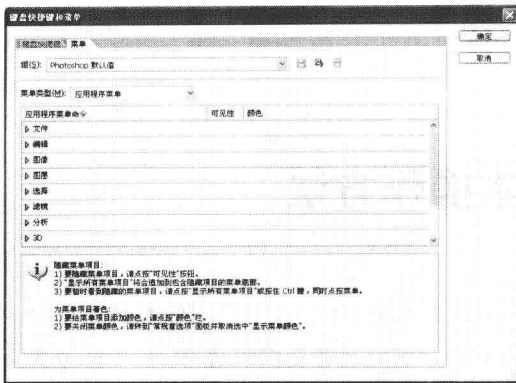 键盘快捷键和菜单
键盘快捷键 菜单
确定
取消
组(S): Photoshop 默认值
菜单类型(M): 应用程序菜单
应用程序菜单命令 可见性 颜色
文件
编辑
图像
图层
选择
滤镜
分析
3D
隐藏菜单项目:
1) 要隐藏菜单项目，请点按“可见性”按钮。
2) “显示所有菜单项目”将会追加到包含隐藏项目的菜单底部。
3) 要暂时看到隐藏的菜单项目，请点按“显示所有菜单项目”或按住 Ctrl 键，同时点按菜单。
为菜单项目着色:
1) 要给菜单项目添加颜色，请点按“颜色”栏。
2) 要关闭菜单颜色，请转到“常规首选项”面板并取消选中“显示菜单颜色”。